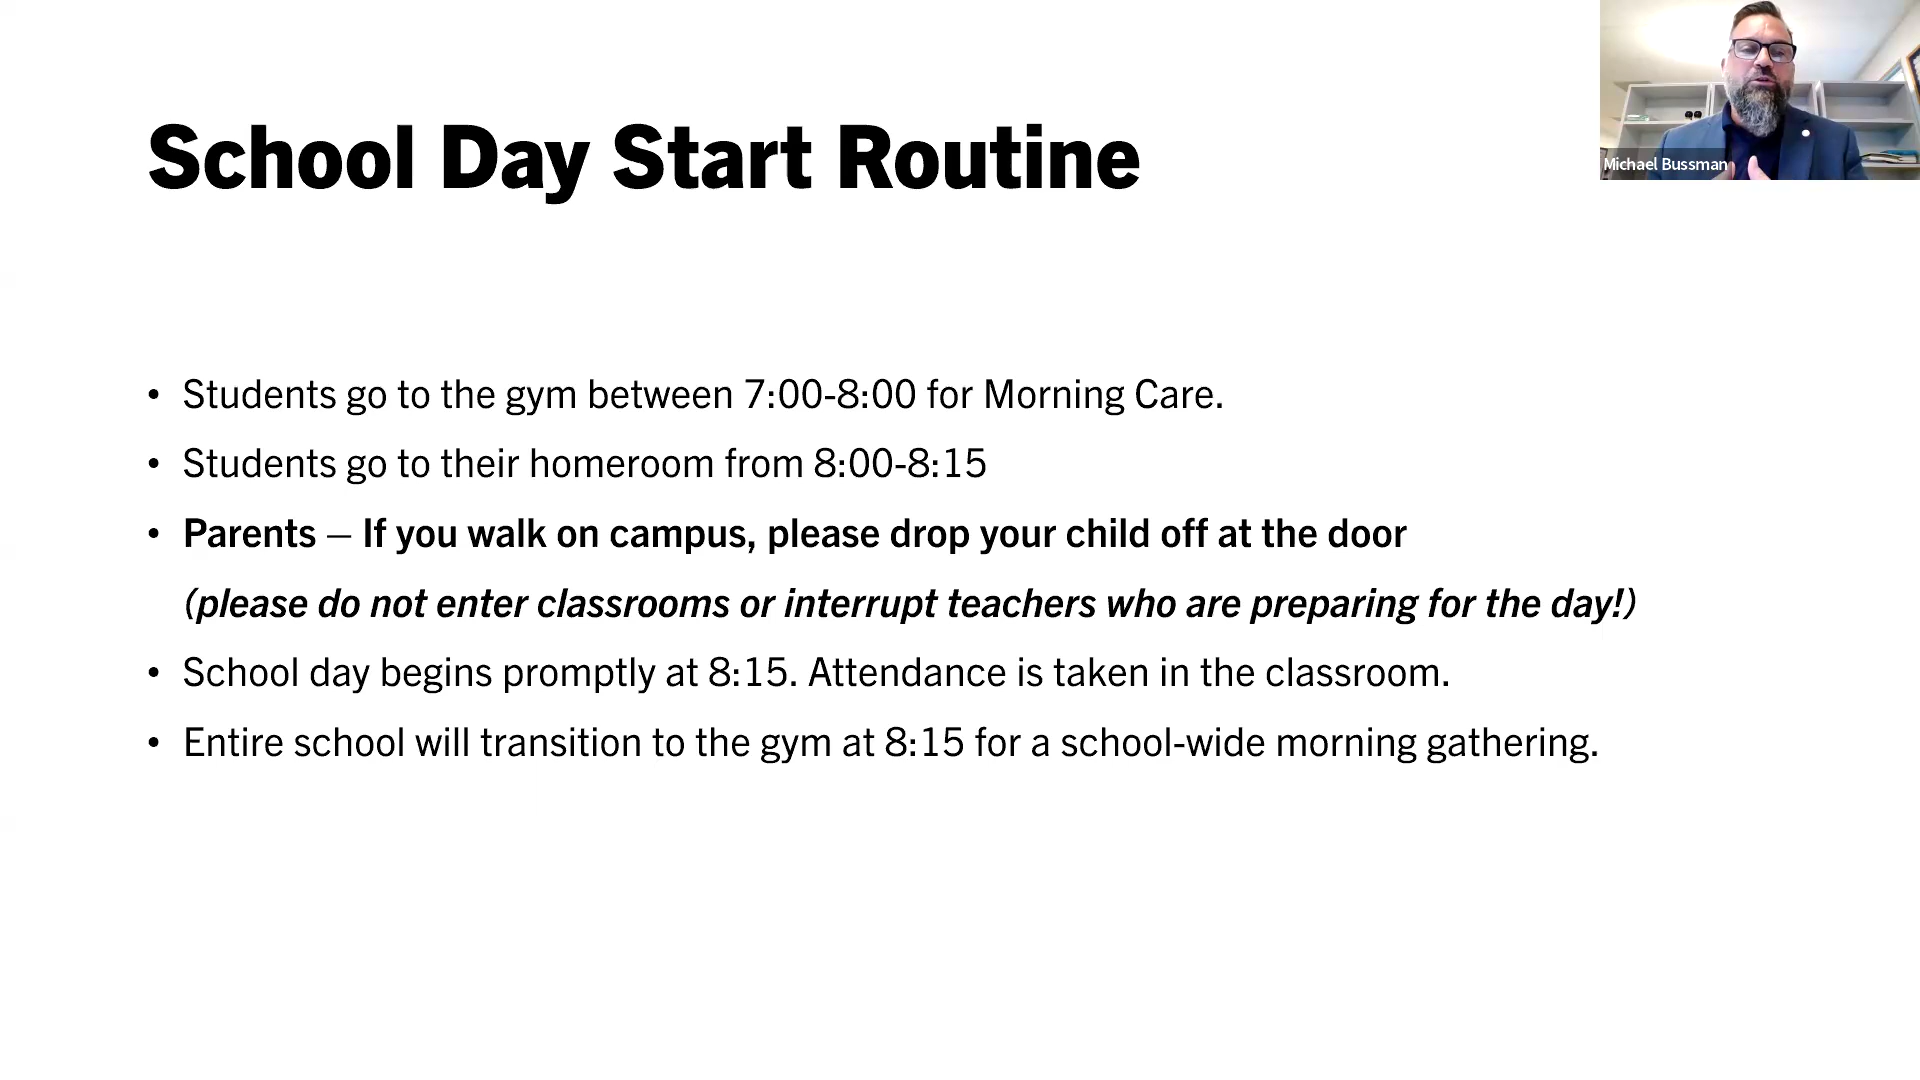 School Day Start Routine
Michael Bussman
• Students go to the gym between 7:00-8:00 for Morning Care.
• Students go to their homeroom from 8:00-8:15
• Parents – If you walk on campus, please drop your child off at the door
(please do not enter classrooms or interrupt teachers who are preparing for the day!)
• School day begins promptly at 8:15. Attendance is taken in the classroom.
• Entire school will transition to the gym at 8:15 for a school-wide morning gathering.